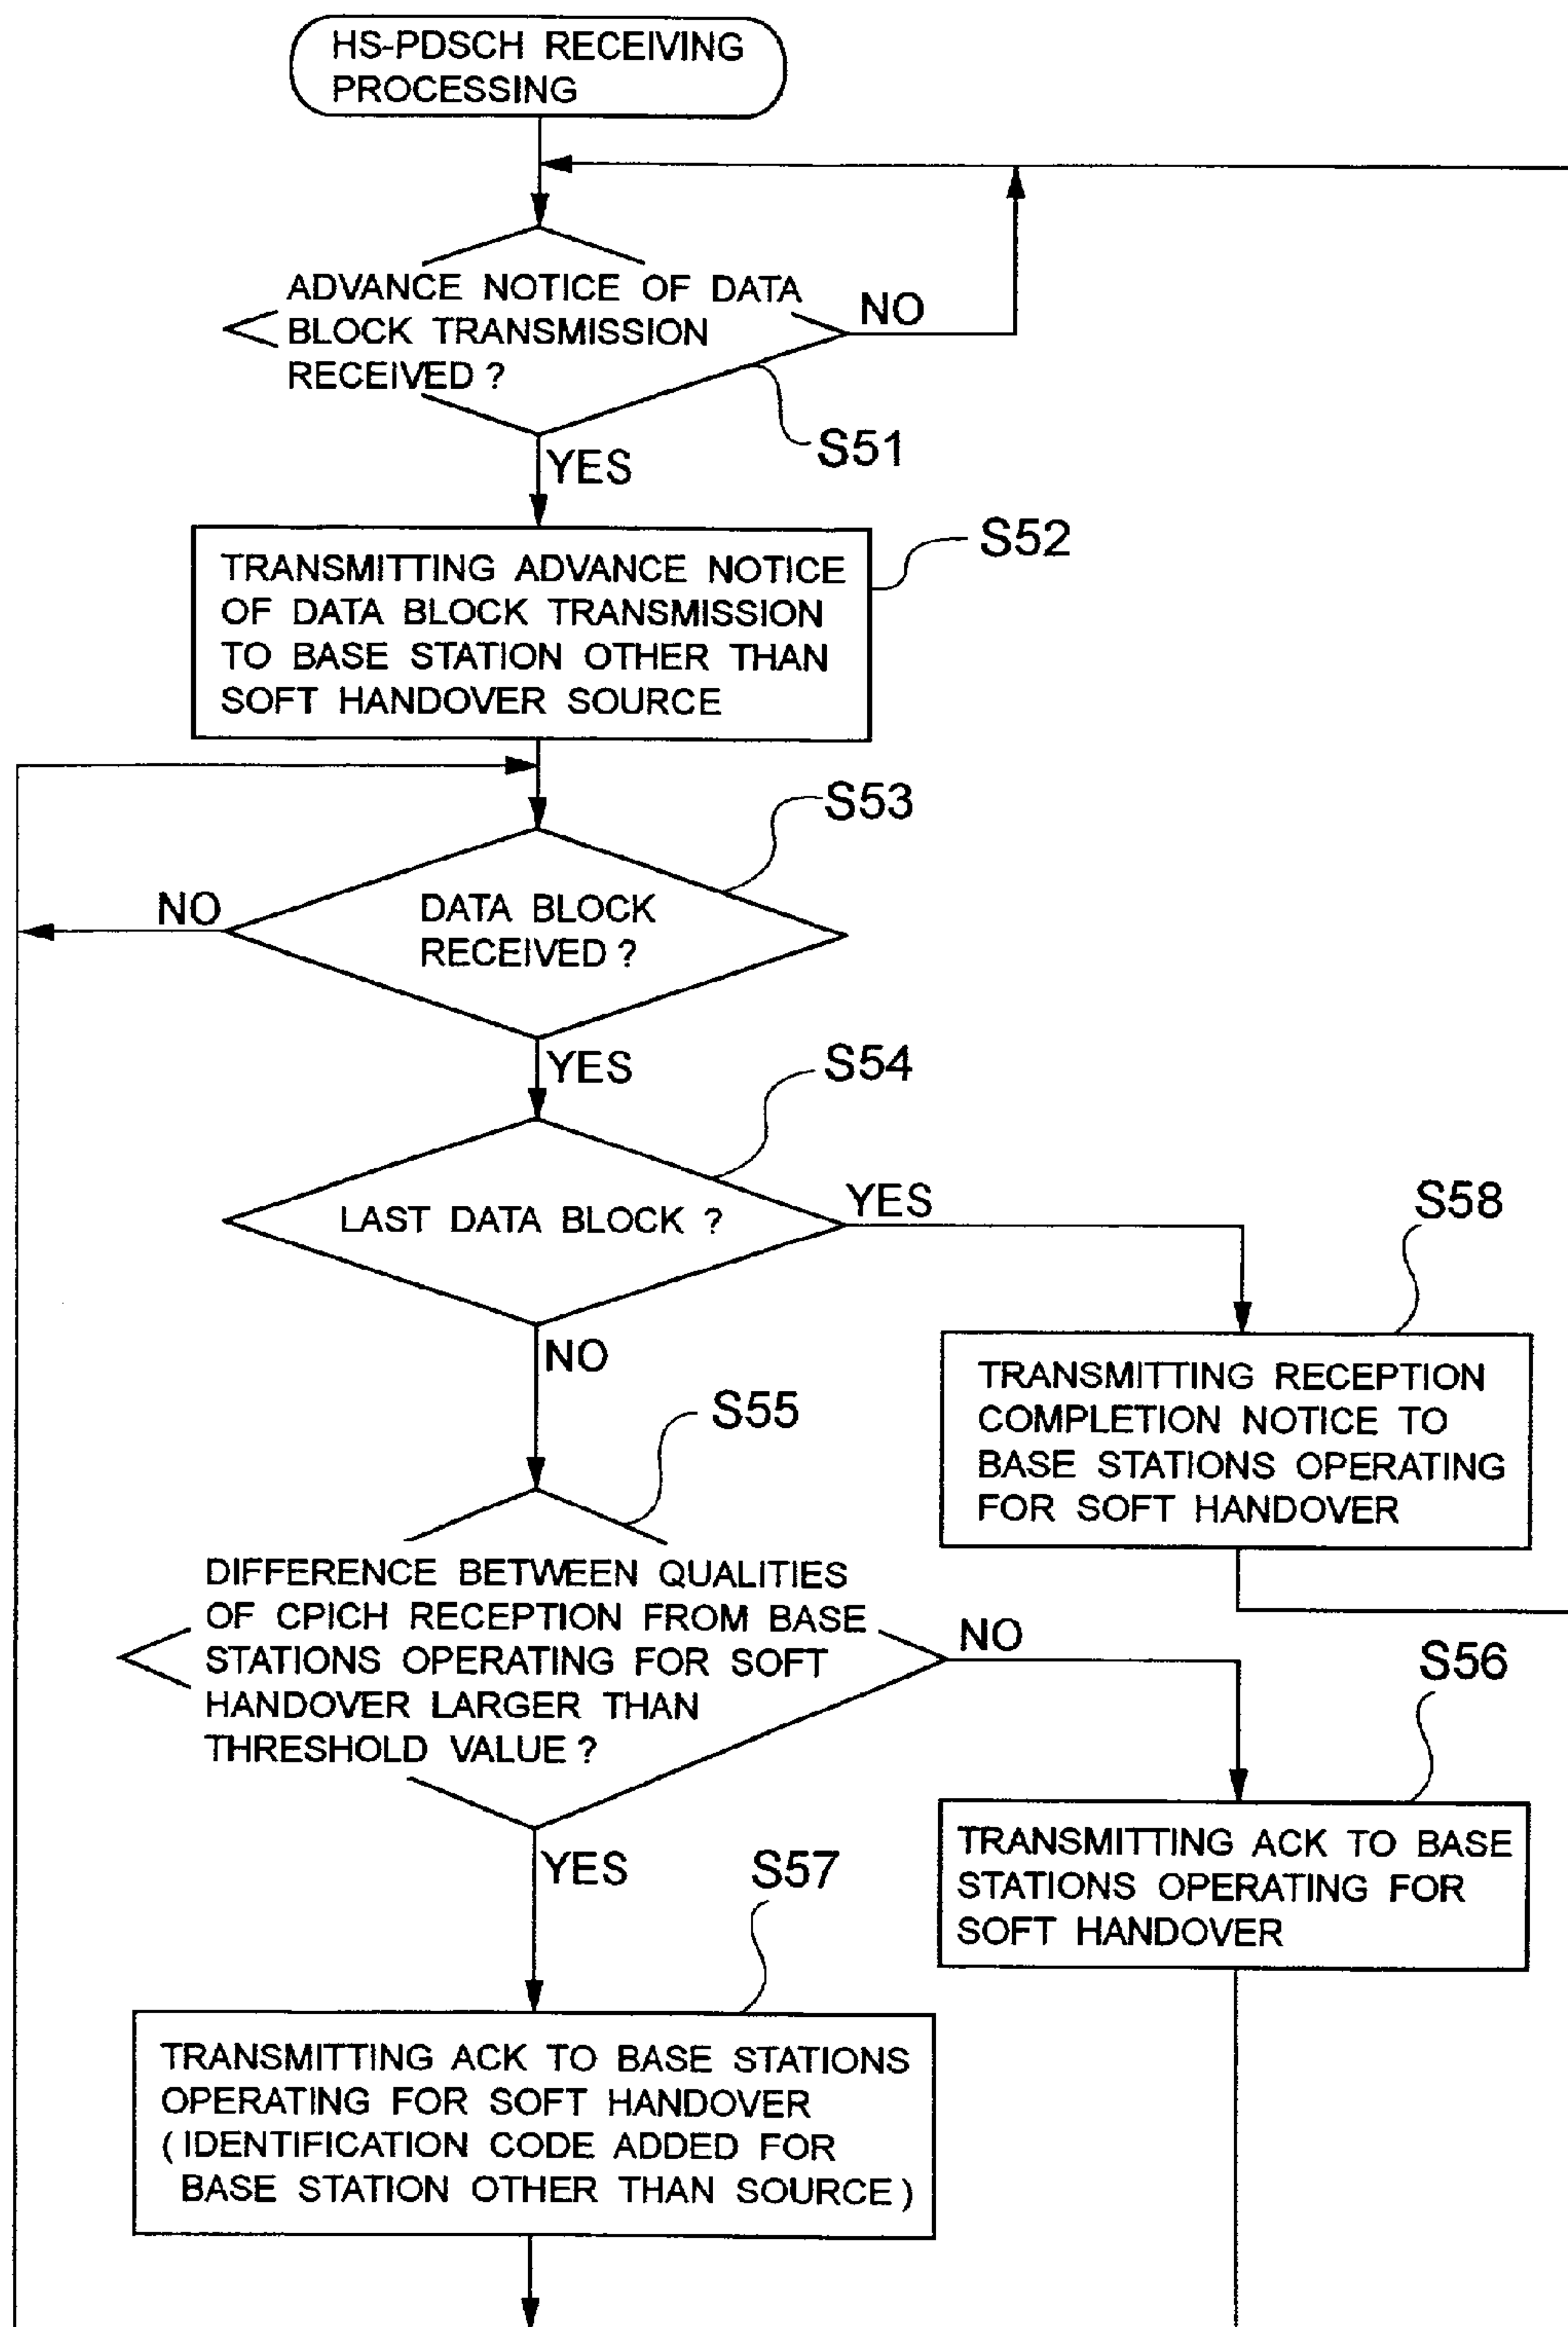 HS-PDSCH RECEIVING
PROCESSING
ADVANCE NOTICE OF DATA
BLOCK TRANSMISSION
RECEIVED ?
NO
S51
YES
S52
TRANSMITTING ADVANCE NOTICE
OF DATA BLOCK TRANSMISSION
TO BASE STATION OTHER THAN
SOFT HANDOVER SOURCE
S53
NO
DATA BLOCK
RECEIVED ?
YES
S54
LAST DATA BLOCK ?
YES
S58
NO
TRANSMITTING RECEPTION
COMPLETION NOTICE TO
BASE STATIONS OPERATING
FOR SOFT HANDOVER
S55
DIFFERENCE BETWEEN QUALITIES
OF CPICH RECEPTION FROM BASE
STATIONS OPERATING FOR SOFT
HANDOVER LARGER THAN
THRESHOLD VALUE ?
NO
S56
TRANSMITTING ACK TO BASE
STATIONS OPERATING FOR
SOFT HANDOVER
YES
S57
TRANSMITTING ACK TO BASE STATIONS
OPERATING FOR SOFT HANDOVER
( IDENTIFICATION CODE ADDED FOR
BASE STATION OTHER THAN SOURCE )